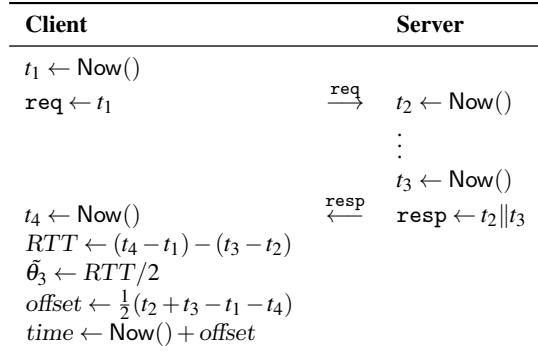 Client Server
t₁ ← Now()
req ← t₁ req⟶ t₂ ← Now()
⋮
t₃ ← Now()
t₄ ← Now() resp⟵ resp ← t₂‖t₃
RTT ← (t₄ − t₁) − (t₃ − t₂)
θ̃₃ ← RTT/2
offset ← ½(t₂ + t₃ − t₁ − t₄)
time ← Now() + offset